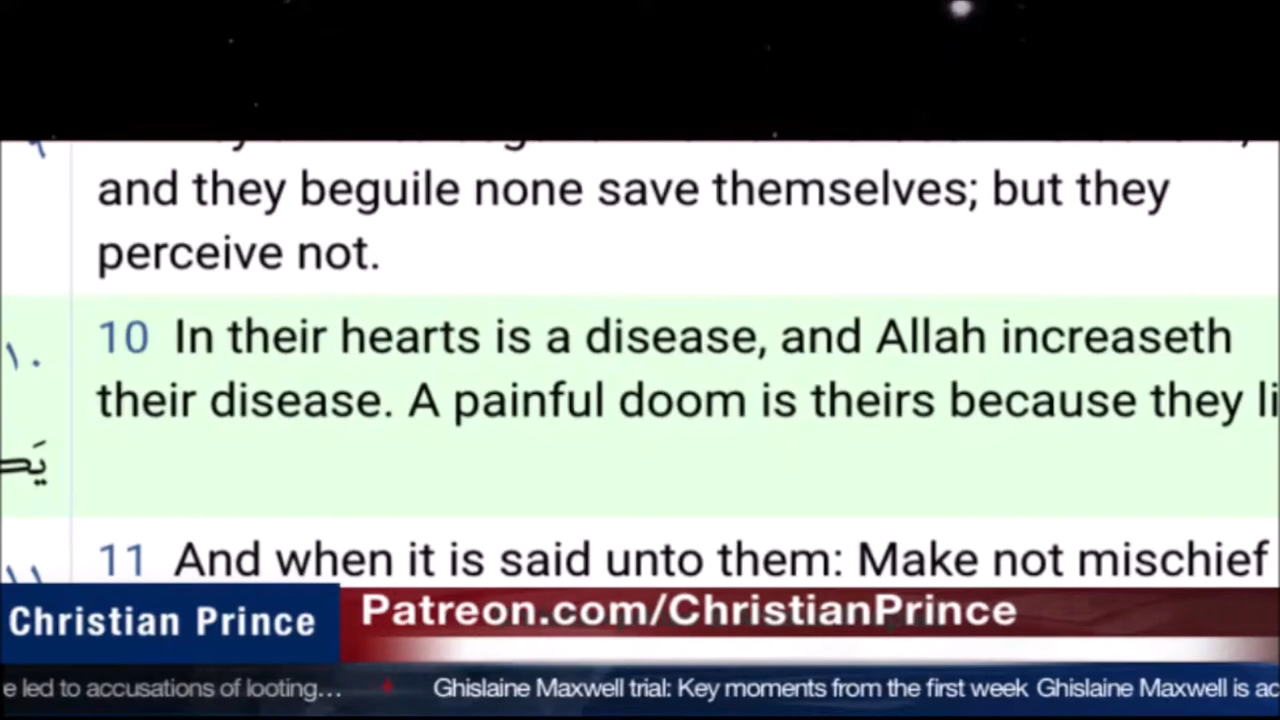 and they beguile none save themselves; but they
perceive not.
10 In their hearts is a disease, and Allah increaseth
١٠
their disease. A painful doom is theirs because they li
11 And when it is said unto them: Make not mischief
Christian Prince
Patreon.com/ChristianPrince
e led to accusations of looting... Ghislaine Maxwell trial: Key moments from the first week Ghislaine Maxwell is ac